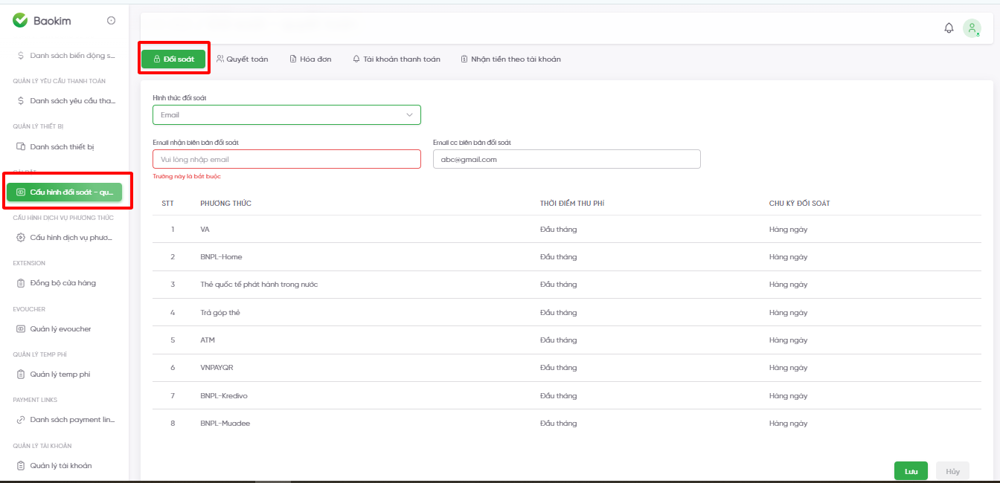 Baokim
Danh sách biến động s...
QUẢN LÝ YÊU CẦU THANH TOÁN
Danh sách yêu cầu tha...
QUẢN LÝ THIẾT BỊ
Danh sách thiết bị
CÀI ĐẶT
Cấu hình đối soát - qu...
CẤU HÌNH DỊCH VỤ PHƯƠNG THỨC
Cấu hình dịch vụ phươ...
EXTENSION
Đồng bộ cửa hàng
EVOUCHER
Quản lý evoucher
QUẢN LÝ TEMP PHÍ
Quản lý temp phí
PAYMENT LINKS
Danh sách payment lin...
QUẢN LÝ TÀI KHOẢN
Quản lý tài khoản
Đối soát Quyết toán Hóa đơn Tài khoản thanh toán Nhận tiền theo tài khoản
Hình thức đối soát
Email
Email nhận biên bản đối soát Email cc biên bản đối soát
Vui lòng nhập email abc@gmail.com
Trường này là bắt buộc
STT PHƯƠNG THỨC THỜI ĐIỂM THU PHÍ CHU KỲ ĐỐI SOÁT
1 VA Đầu tháng Hàng ngày
2 BNPL-Home Đầu tháng Hàng ngày
3 Thẻ quốc tế phát hành trong nước Đầu tháng Hàng ngày
4 Trả góp thẻ Đầu tháng Hàng ngày
5 ATM Đầu tháng Hàng ngày
6 VNPAYQR Đầu tháng Hàng ngày
7 BNPL-Kredivo Đầu tháng Hàng ngày
8 BNPL-Muadee Đầu tháng Hàng ngày
Lưu Hủy